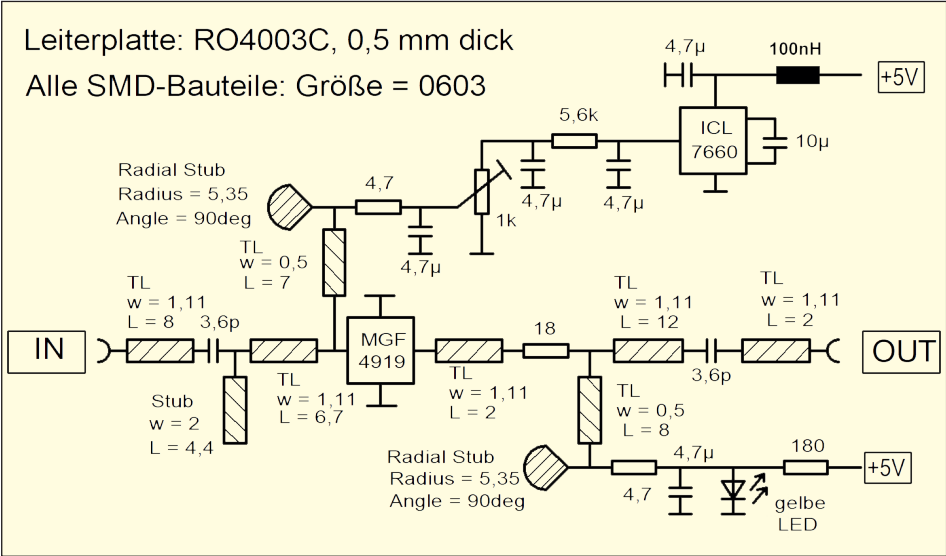 Leiterplatte: RO4003C, 0,5 mm dick
Alle SMD-Bauteile: Größe = 0603
4,7µ
100nH
+5V
5,6k
ICL
7660
10µ
Radial Stub
Radius = 5,35
Angle = 90deg
4,7
4,7µ
4,7µ
1k
4,7µ
TL
w = 0,5
L = 7
TL
w = 1,11
L = 8
3,6p
TL
w = 1,11
L = 12
TL
w = 1,11
L = 2
IN
MGF
4919
18
OUT
3,6p
Stub
w = 2
L = 4,4
TL
w = 1,11
L = 6,7
TL
w = 1,11
L = 2
TL
w = 0,5
L = 8
Radial Stub
Radius = 5,35
Angle = 90deg
4,7µ
180
+5V
4,7
gelbe
LED